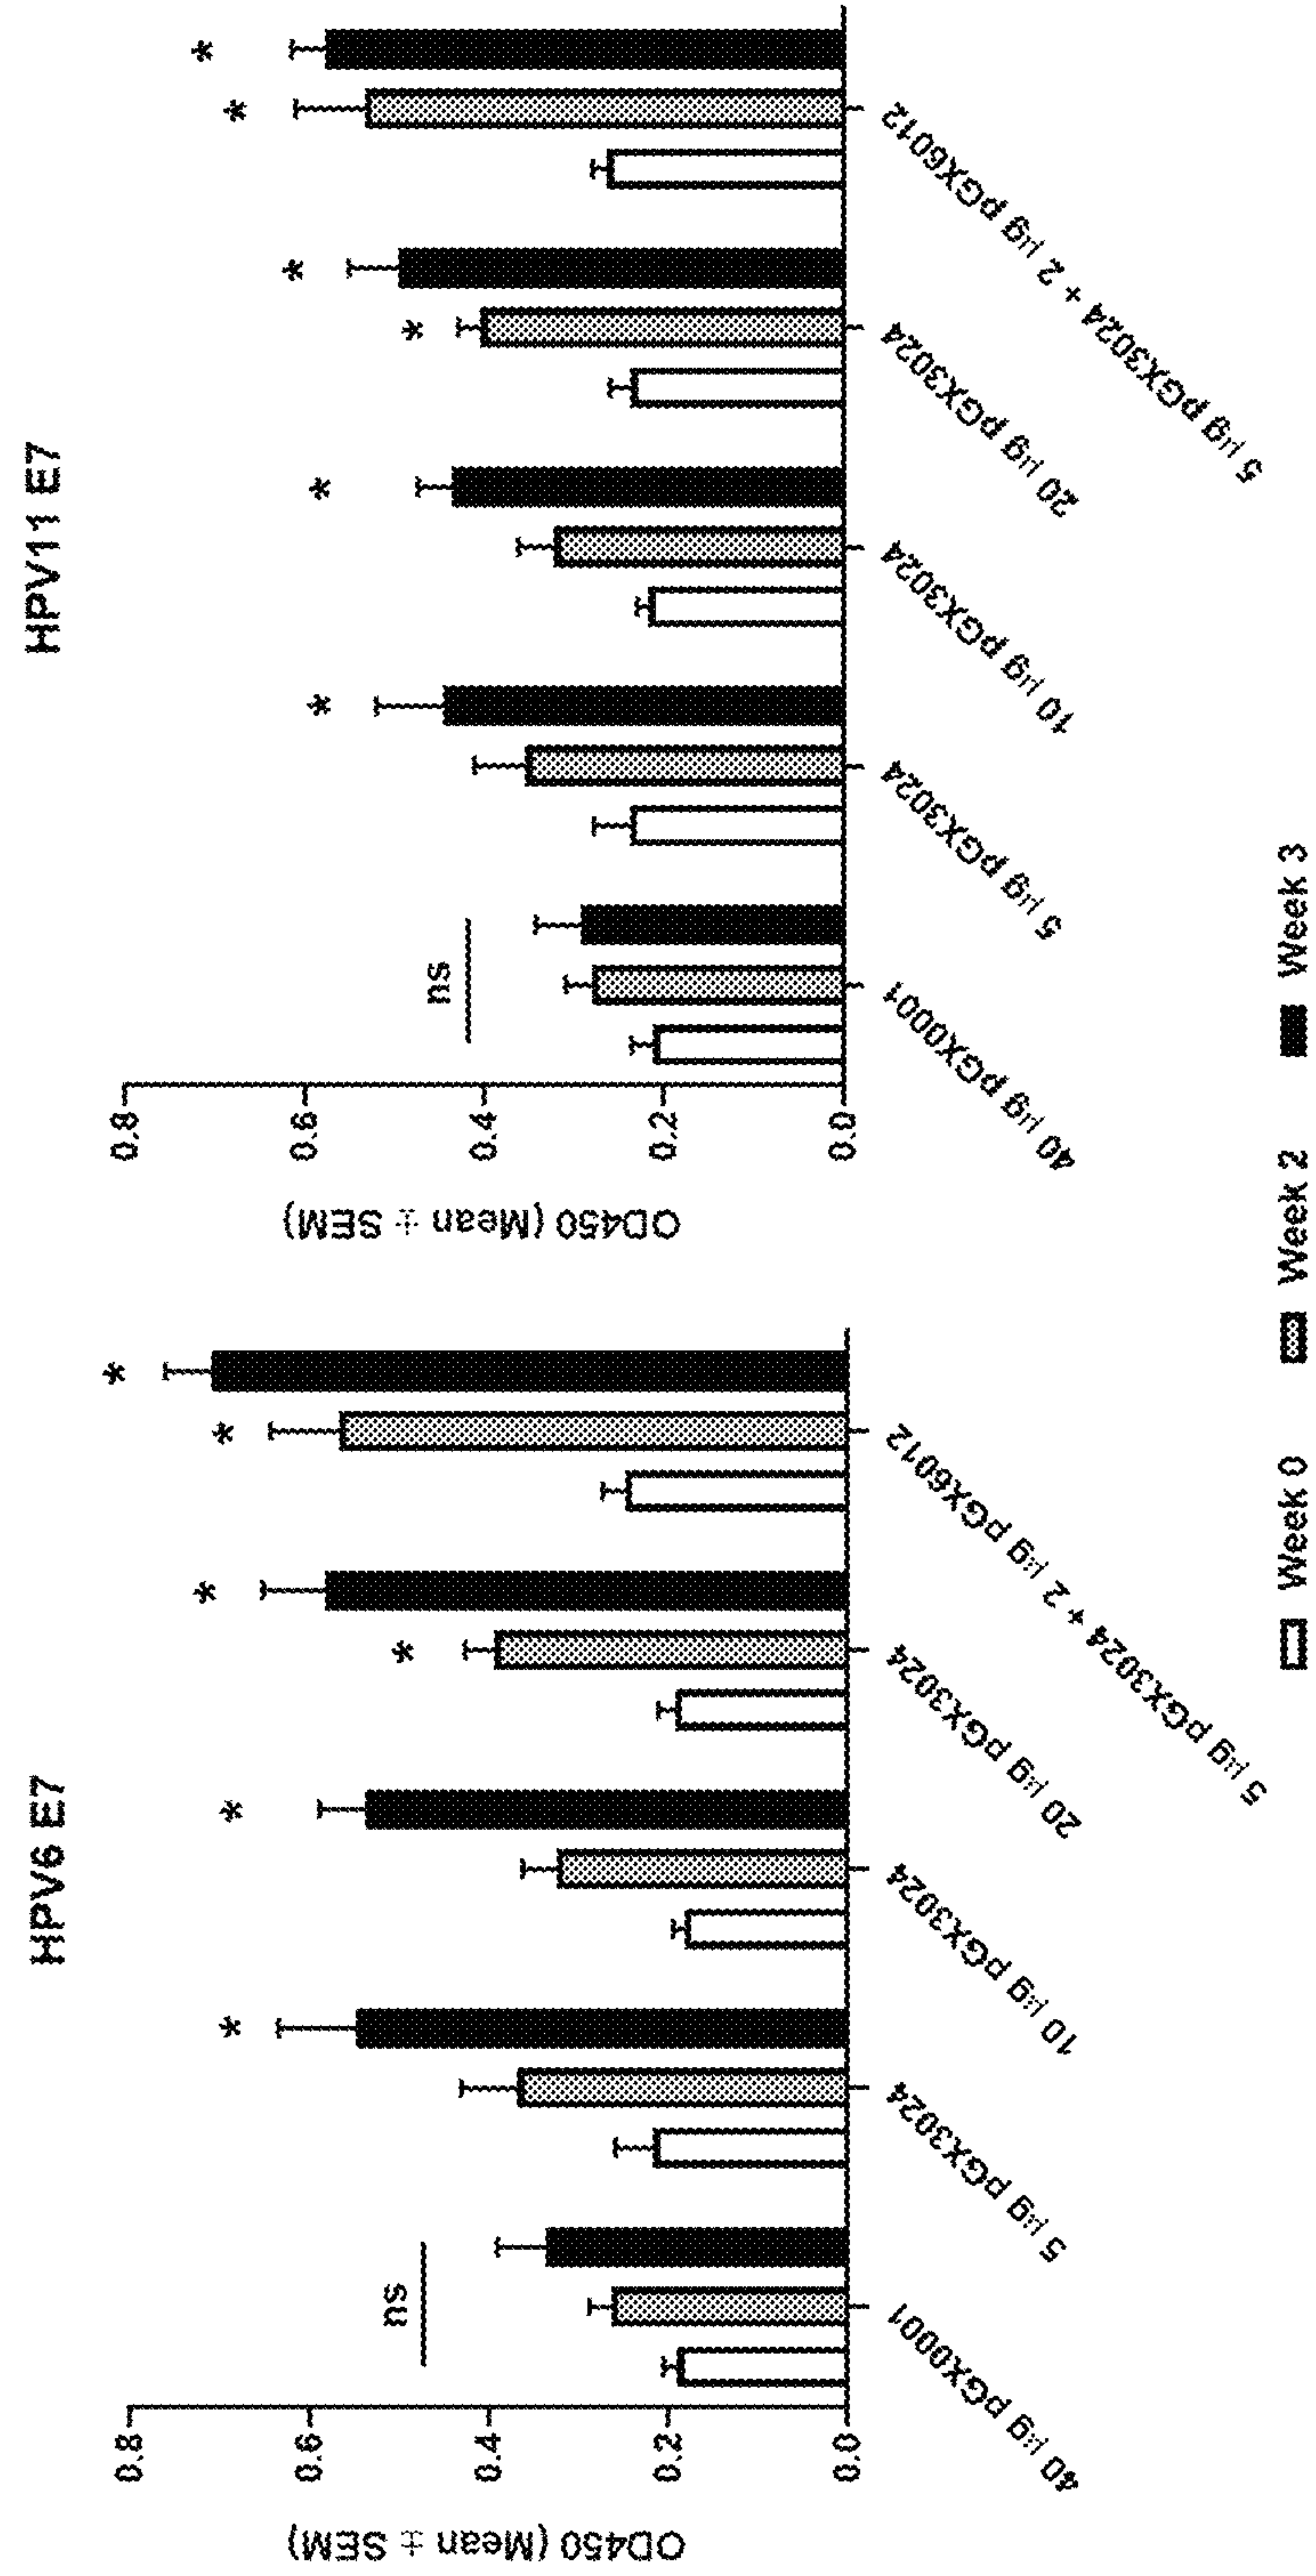 HPV6 E7
OD450 (Mean ± SEM)
0.8
0.6
0.4
0.2
0.0
ns
*
*
*
*
*
*
40 µg pGX0001
5 µg pGX3024
10 µg pGX3024
20 µg pGX3024
5 µg pGX3024 + 2 µg pGX6012
HPV11 E7
OD450 (Mean ± SEM)
0.8
0.6
0.4
0.2
0.0
ns
*
*
*
*
*
*
40 µg pGX0001
5 µg pGX3024
10 µg pGX3024
20 µg pGX3024
5 µg pGX3024 + 2 µg pGX6012
Week 0 Week 2 Week 3